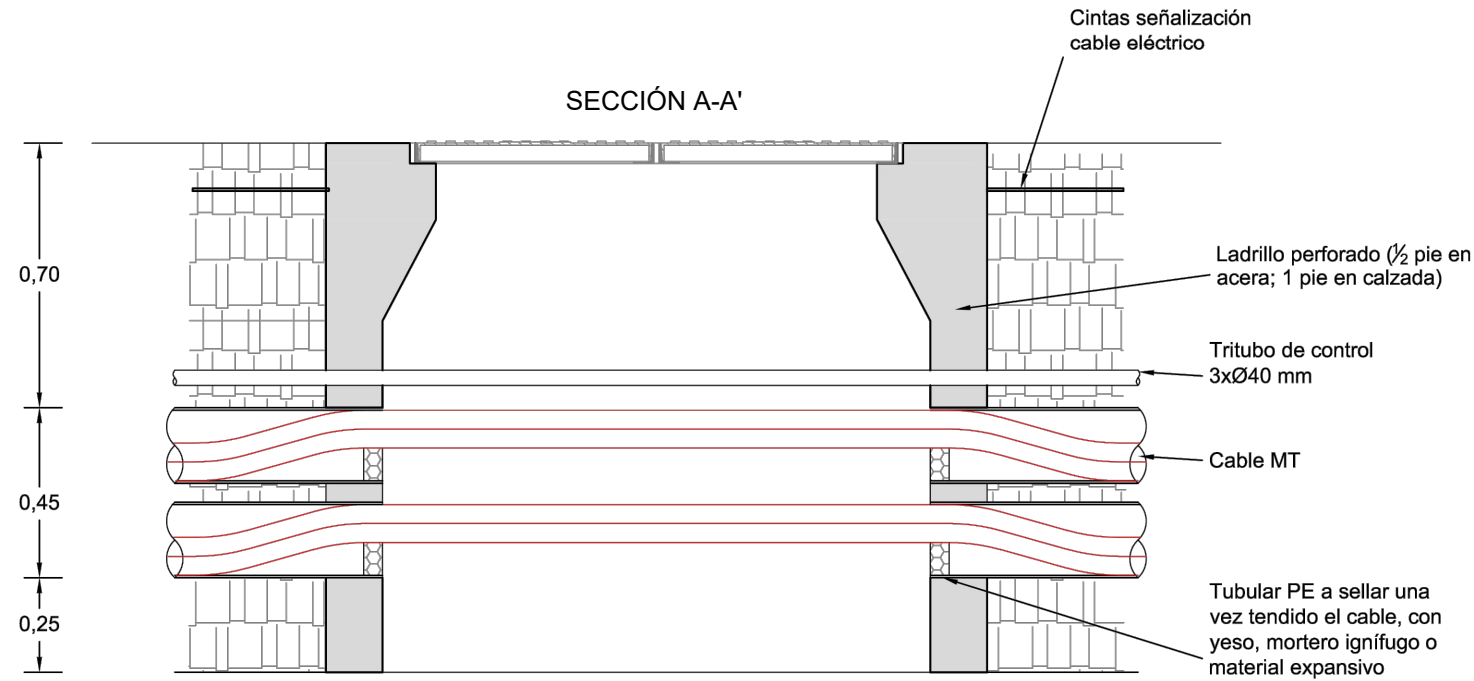 Cintas señalización
cable eléctrico
SECCIÓN A-A'
0,70
Ladrillo perforado (½ pie en
acera; 1 pie en calzada)
Tritubo de control
3xØ40 mm
Cable MT
0,45
0,25
Tubular PE a sellar una
vez tendido el cable, con
yeso, mortero ignífugo o
material expansivo